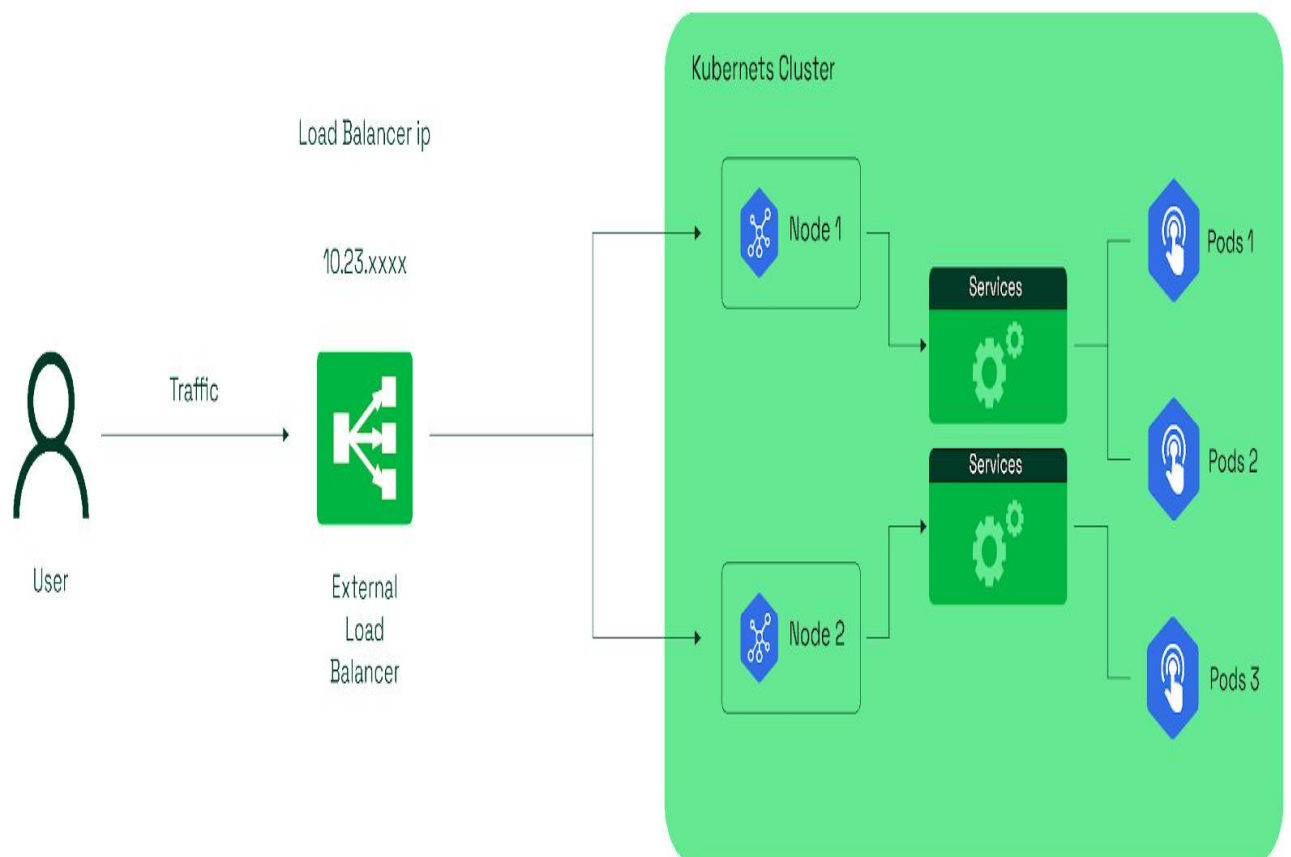 Kubernets Cluster
Load Balancer ip
10.23.xxxx
Traffic
User
External
Load
Balancer
Node 1
Node 2
Services
Services
Pods 1
Pods 2
Pods 3